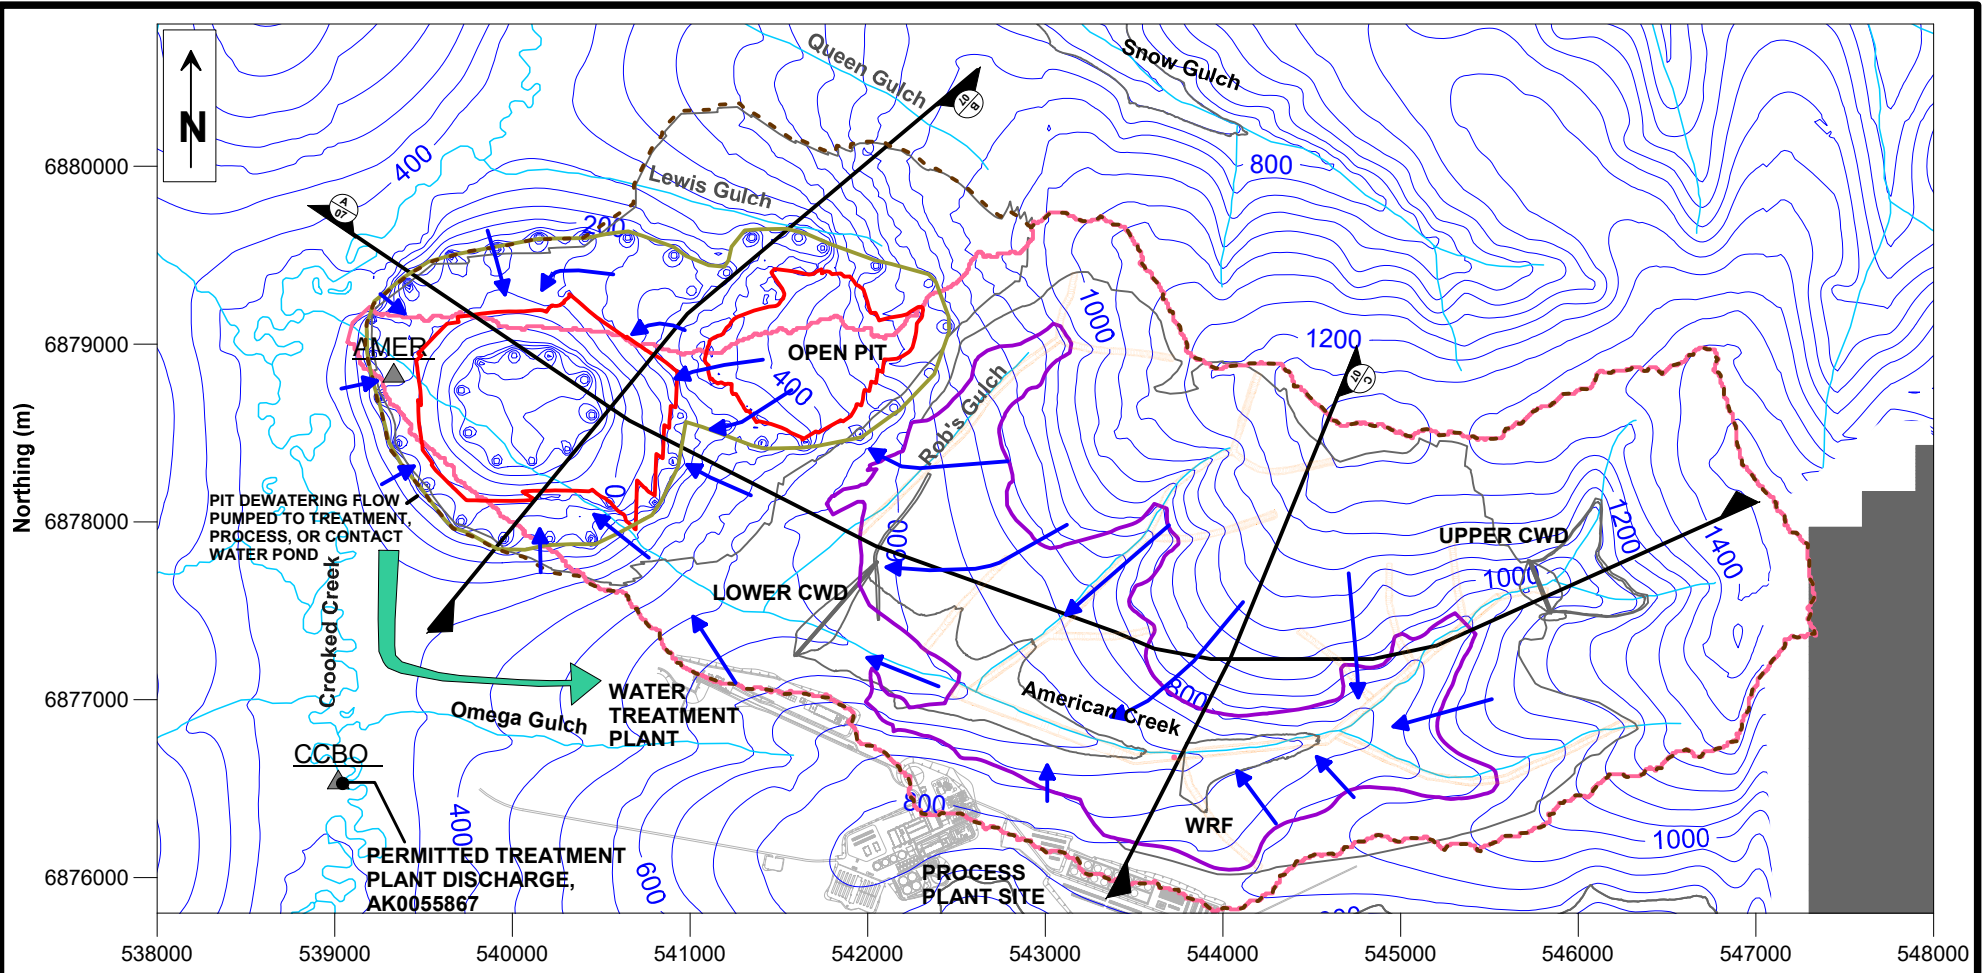 N
Queen Gulch
Snow Gulch
B
07
400
800
Lewis Gulch
A
07
200
1000
1200
AMER
OPEN PIT
400
C
07
Rob's Gulch
0
PIT DEWATERING FLOW
PUMPED TO TREATMENT,
PROCESS, OR CONTACT
WATER POND
UPPER CWD
1200
1400
600
1000
LOWER CWD
Crooked Creek
American Creek
800
WATER
TREATMENT
PLANT
Omega Gulch
CCBO
400
800
600
WRF
1000
PERMITTED TREATMENT
PLANT DISCHARGE,
AK0055867
PROCESS
PLANT SITE
Northing (m)
6880000
6879000
6878000
6877000
6876000
538000
539000
540000
541000
542000
543000
544000
545000
546000
547000
548000